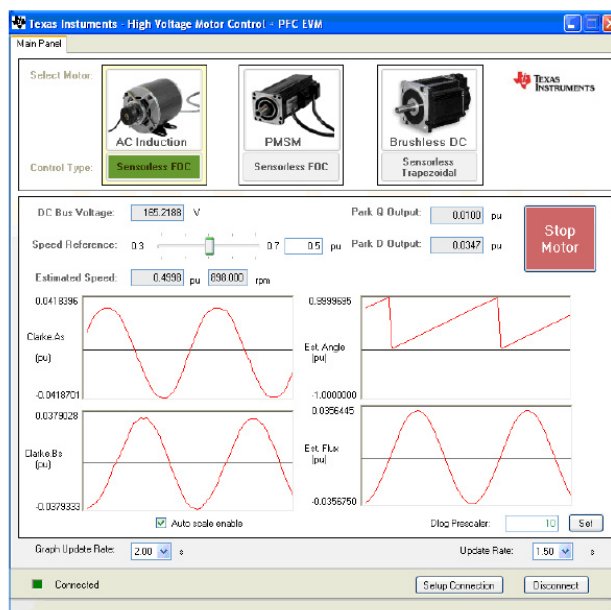 Texas Instruments - High Voltage Motor Control - PFC EVM
Main Panel
Select Motor:
AC Induction
PMSM
Brushless DC
TEXAS INSTRUMENTS
Control Type:
Sensorless FOC
Sensorless FOC
Sensorless Trapezoidal
DC Bus Voltage: 165.2188 V
Park Q Output: 0.0100 pu
Speed Reference: 0.3 0.7 0.5 pu
Park D Output: 0.0347 pu
Stop Motor
Estimated Speed: 0.4998 pu 898.000 rpm
0.0418396
Clarke.As
(pu)
-0.0418701
0.9999695
Est. Angle
(pu)
-1.0000000
0.0379028
Clarke.Bs
(pu)
-0.0379333
0.0356445
Est. Flux
(pu)
-0.0356750
Auto scale enable
Dlog Prescaler: 10 Set
Graph Update Rate: 2.00 s
Update Rate: 1.50 s
Connected
Setup Connection
Disconnect